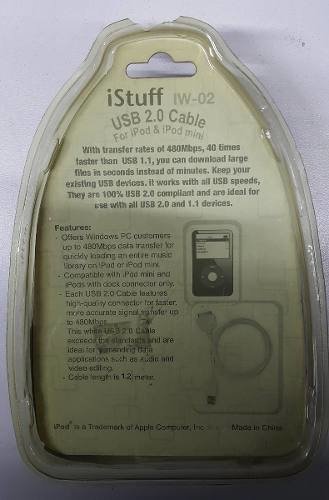 iStuff IW-02
USB 2.0 Cable
For iPod & iPod mini
With transfer rates of 480Mbps, 40 times
faster than USB 1.1, you can download large
files in seconds instead of minutes. Keep your
existing USB devices, it works with all USB speeds,
They are 100% USB 2.0 compliant and are ideal for
use with all USB 2.0 and 1.1 devices.
Features:
- Offers Windows PC customers
up to 480Mbps data transfer for
quickly loading an entire music
library on iPod or iPod mini.
- Compatible with iPod mini and
iPods with dock connector only.
- Each USB 2.0 Cable features
high-quality connector for faster,
more accurate signal transfer up
to 480Mbps.
This when USB 2.0 Cable
exceeds the standards and are
ideal for demanding data
applications such as audio and
video editing.
- Cable length is 1.2 meter.
iPod® is a Trademark of Apple Computer, Inc
Made in China